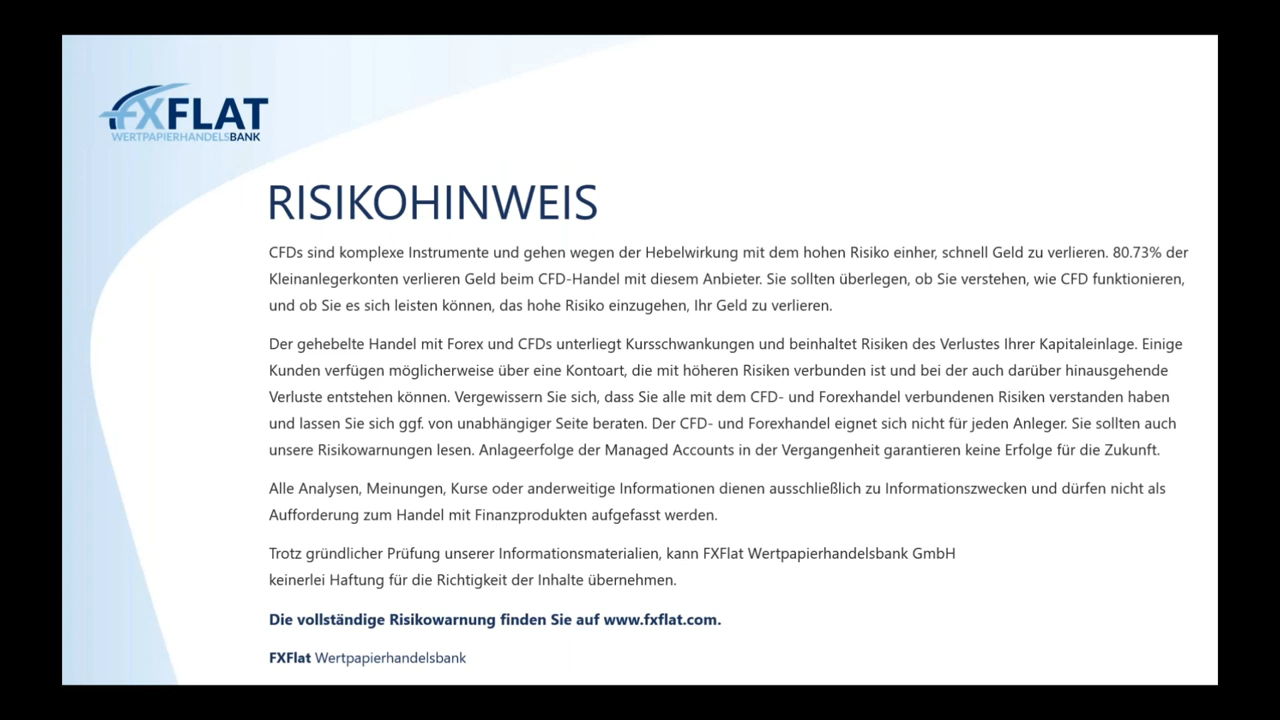 FXFLAT
WERTPAPIERHANDELSBANK
RISIKOHINWEIS
CFDs sind komplexe Instrumente und gehen wegen der Hebelwirkung mit dem hohen Risiko einher, schnell Geld zu verlieren. 80.73% der
Kleinanlegerkonten verlieren Geld beim CFD-Handel mit diesem Anbieter. Sie sollten überlegen, ob Sie verstehen, wie CFD funktionieren,
und ob Sie es sich leisten können, das hohe Risiko einzugehen, Ihr Geld zu verlieren.
Der gehebelte Handel mit Forex und CFDs unterliegt Kursschwankungen und beinhaltet Risiken des Verlustes Ihrer Kapitaleinlage. Einige
Kunden verfügen möglicherweise über eine Kontoart, die mit höheren Risiken verbunden ist und bei der auch darüber hinausgehende
Verluste entstehen können. Vergewissern Sie sich, dass Sie alle mit dem CFD- und Forexhandel verbundenen Risiken verstanden haben
und lassen Sie sich ggf. von unabhängiger Seite beraten. Der CFD- und Forexhandel eignet sich nicht für jeden Anleger. Sie sollten auch
unsere Risikowarnungen lesen. Anlageerfolge der Managed Accounts in der Vergangenheit garantieren keine Erfolge für die Zukunft.
Alle Analysen, Meinungen, Kurse oder anderweitige Informationen dienen ausschließlich zu Informationszwecken und dürfen nicht als
Aufforderung zum Handel mit Finanzprodukten aufgefasst werden.
Trotz gründlicher Prüfung unserer Informationsmaterialien, kann FXFlat Wertpapierhandelsbank GmbH
keinerlei Haftung für die Richtigkeit der Inhalte übernehmen.
Die vollständige Risikowarnung finden Sie auf www.fxflat.com.
FXFlat Wertpapierhandelsbank